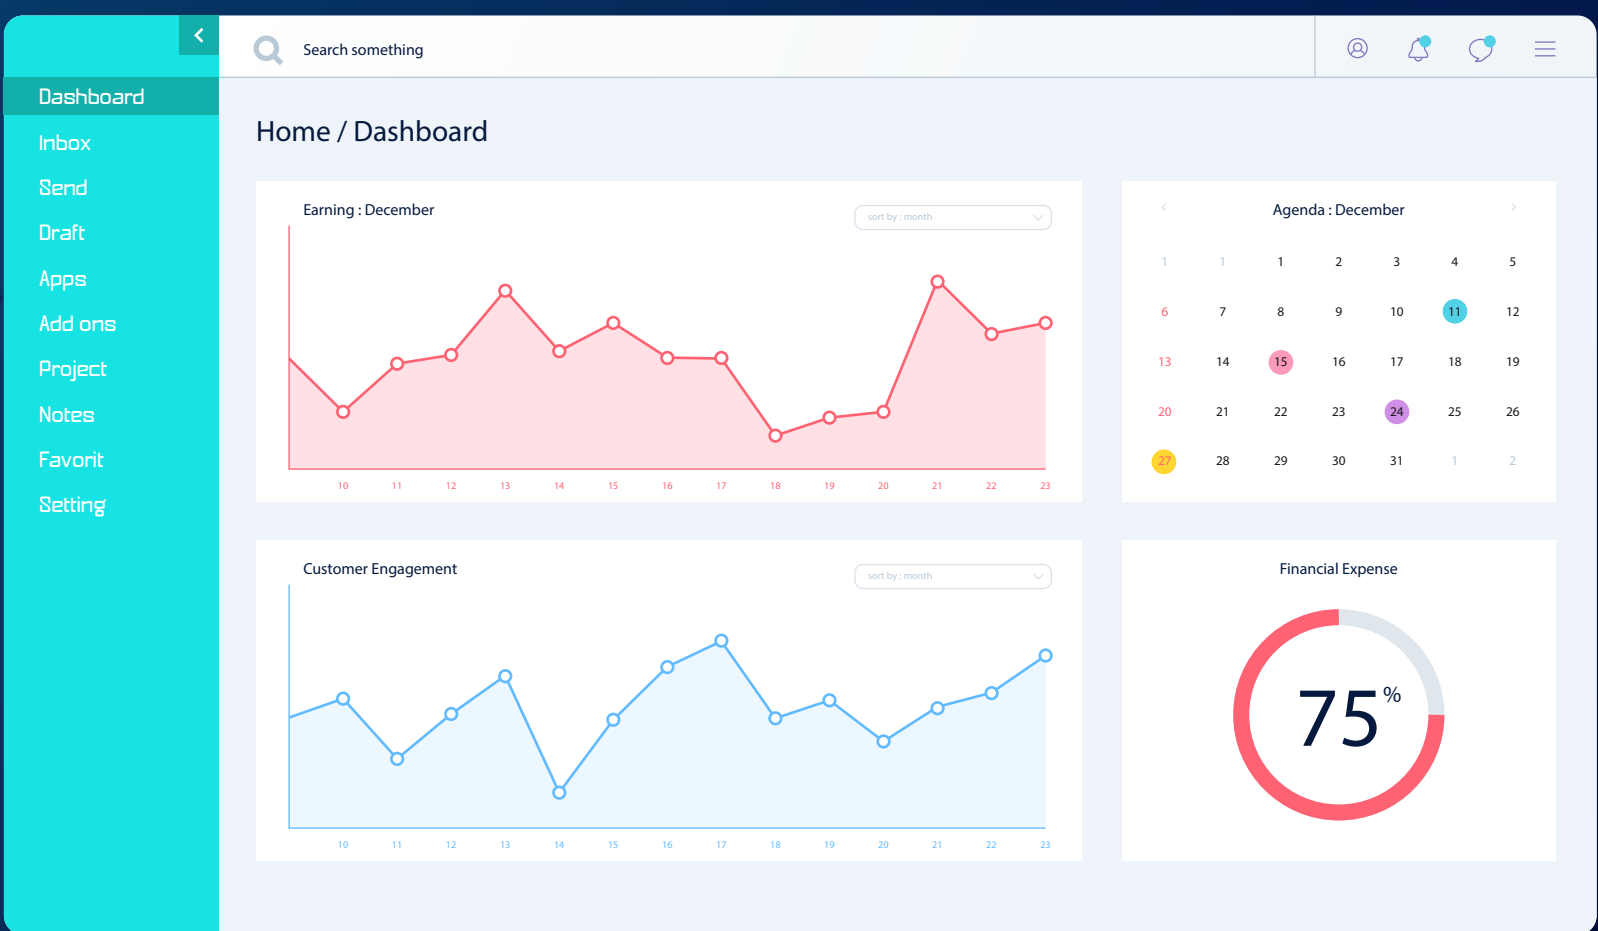 Search something
Dashboard
Inbox
Send
Draft
Apps
Add ons
Project
Notes
Favorit
Setting
Home / Dashboard
Earning : December
sort by : month
10 11 12 13 14 15 16 17 18 19 20 21 22 23
Agenda : December
1 1 1 2 3 4 5
6 7 8 9 10 11 12
13 14 15 16 17 18 19
20 21 22 23 24 25 26
27 28 29 30 31 1 2
Customer Engagement
sort by : month
10 11 12 13 14 15 16 17 18 19 20 21 22 23
Financial Expense
75%